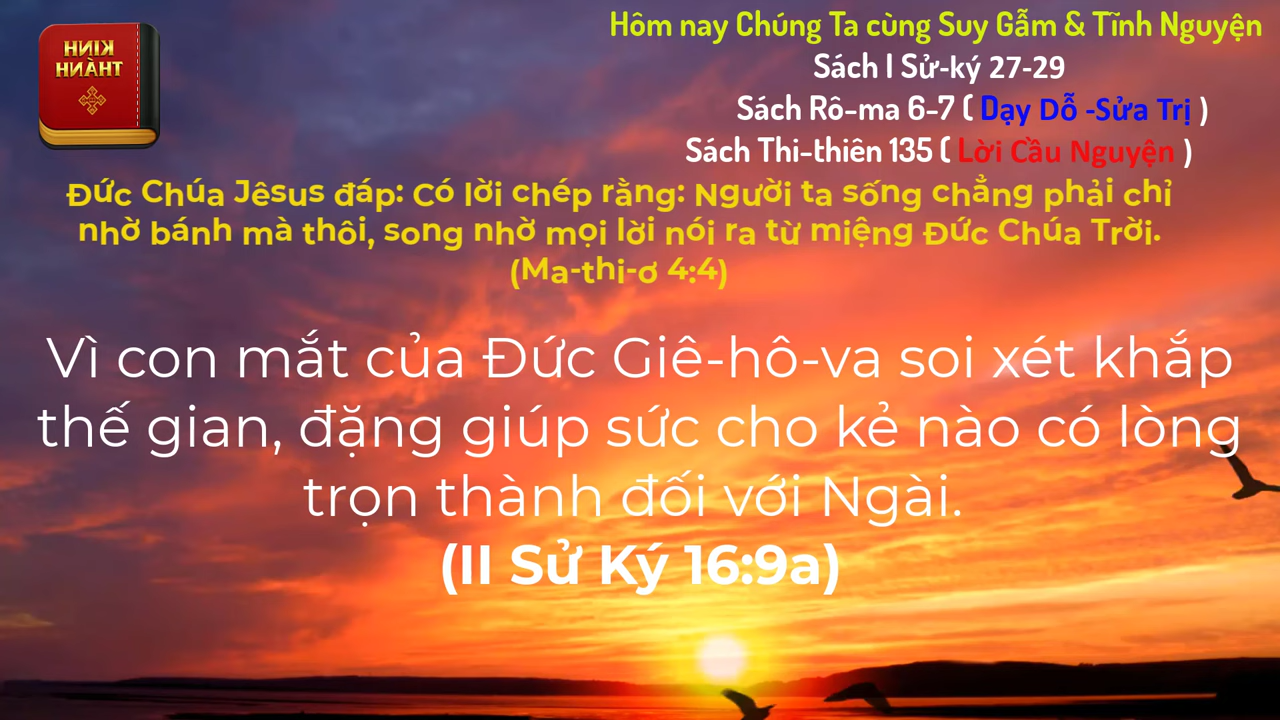 KINH
THÀNH
Hôm nay Chúng Ta cùng Suy Gẫm & Tĩnh Nguyện
Sách I Sử-ký 27-29
Sách Rô-ma 6-7 ( Dạy Dỗ -Sửa Trị )
Sách Thi-thiên 135 ( Lời Cầu Nguyện )
Đức Chúa Jêsus đáp: Có lời chép rằng: Người ta sống chẳng phải chỉ
nhờ bánh mà thôi, song nhờ mọi lời nói ra từ miệng Đức Chúa Trời.
(Ma-thi-ơ 4:4)
Vì con mắt của Đức Giê-hô-va soi xét khắp
thế gian, đặng giúp sức cho kẻ nào có lòng
trọn thành đối với Ngài.
(II Sử Ký 16:9a)